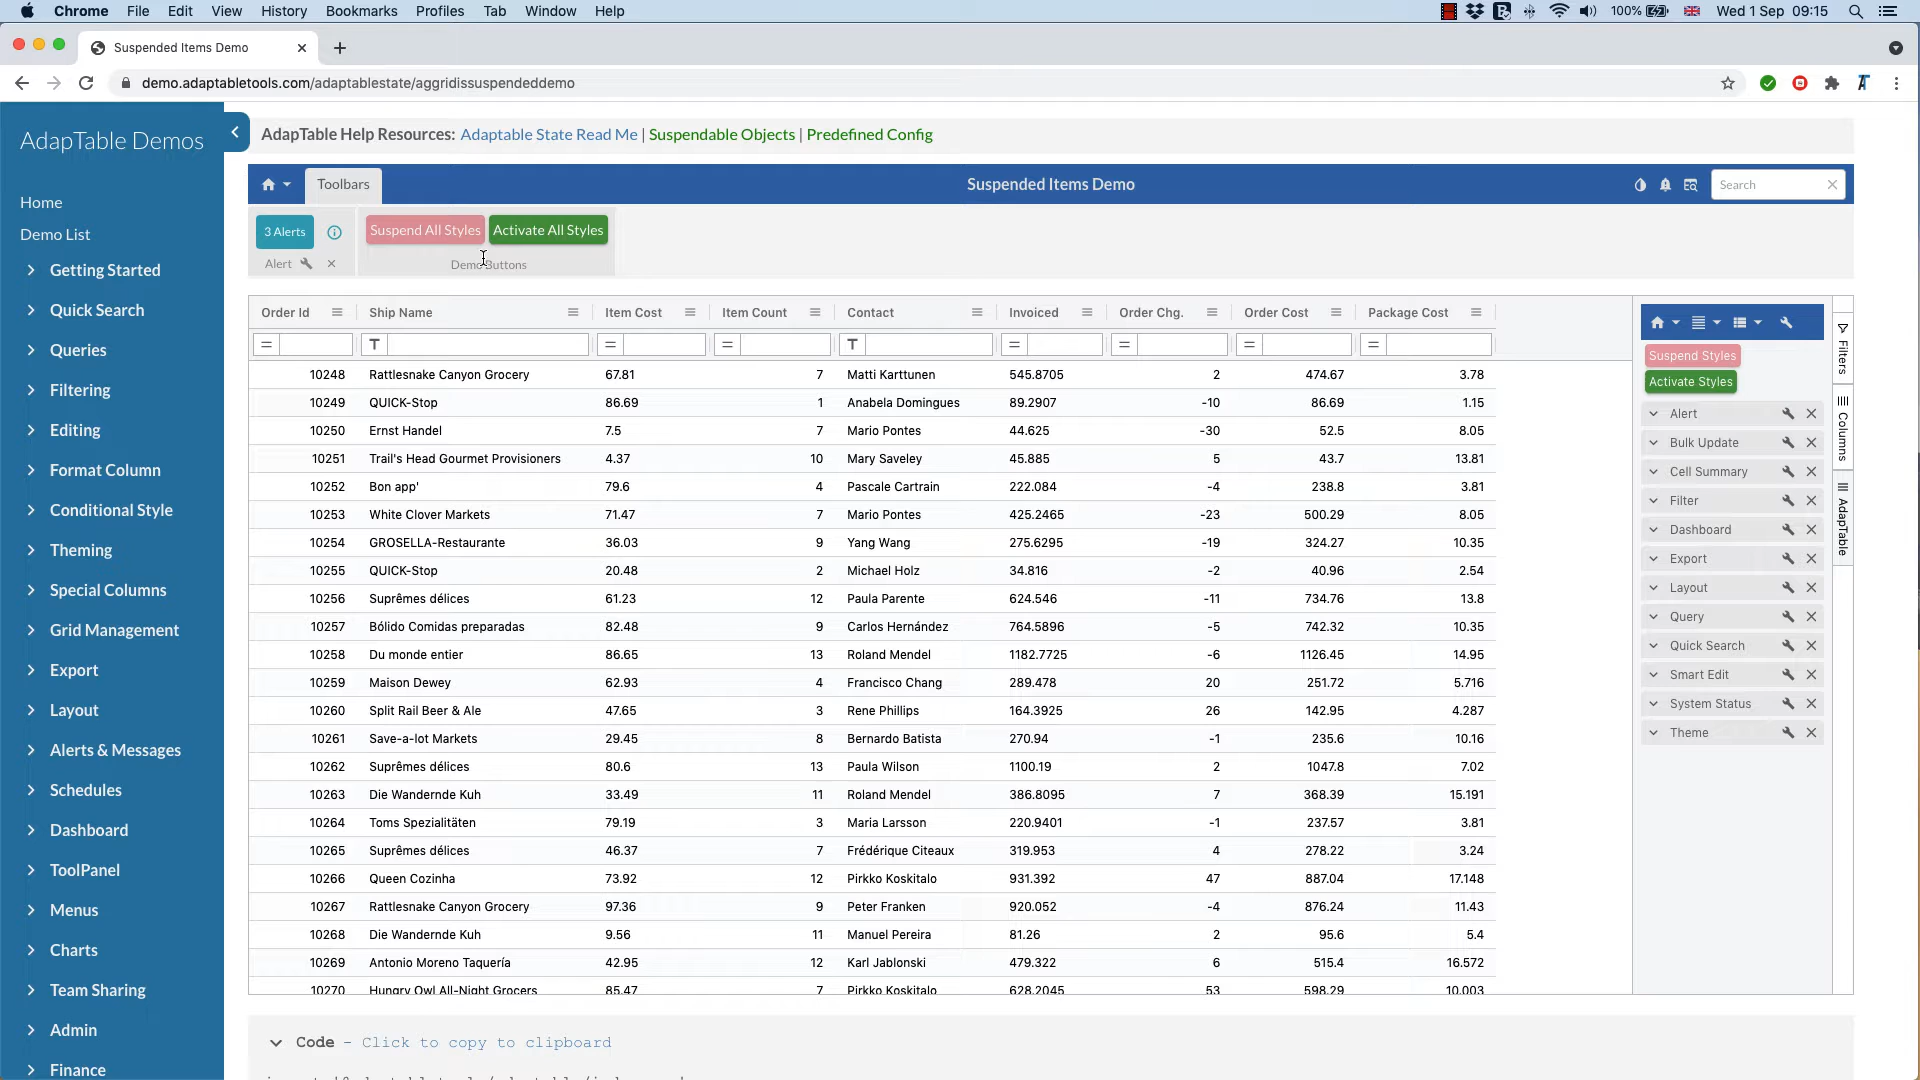 Chrome File Edit View History Bookmarks Profiles Tab Window Help 100% Wed 1 Sep 09:15
Suspended Items Demo
demo.adaptabletools.com/adaptablestate/aggridissuspendeddemo
AdapTable Demos
Home
Demo List
Getting Started
Quick Search
Queries
Filtering
Editing
Format Column
Conditional Style
Theming
Special Columns
Grid Management
Export
Layout
Alerts & Messages
Schedules
Dashboard
ToolPanel
Menus
Charts
Team Sharing
Admin
Finance
AdapTable Help Resources: Adaptable State Read Me | Suspendable Objects | Predefined Config
Toolbars Suspended Items Demo Search
3 Alerts Suspend All Styles Activate All Styles
Alert Demo Buttons
Order Id Ship Name Item Cost Item Count Contact Invoiced Order Chg. Order Cost Package Cost
10248 Rattlesnake Canyon Grocery 67.81 7 Matti Karttunen 545.8705 2 474.67 3.78
10249 QUICK-Stop 86.69 1 Anabela Domingues 89.2907 -10 86.69 1.15
10250 Ernst Handel 7.5 7 Mario Pontes 44.625 -30 52.5 8.05
10251 Trail's Head Gourmet Provisioners 4.37 10 Mary Saveley 45.885 5 43.7 13.81
10252 Bon app' 79.6 4 Pascale Cartrain 222.084 -4 238.8 3.81
10253 White Clover Markets 71.47 7 Mario Pontes 425.2465 -23 500.29 8.05
10254 GROSELLA-Restaurante 36.03 9 Yang Wang 275.6295 -19 324.27 10.35
10255 QUICK-Stop 20.48 2 Michael Holz 34.816 -2 40.96 2.54
10256 Suprêmes délices 61.23 12 Paula Parente 624.546 -11 734.76 13.8
10257 Bólido Comidas preparadas 82.48 9 Carlos Hernández 764.5896 -5 742.32 10.35
10258 Du monde entier 86.65 13 Roland Mendel 1182.7725 -6 1126.45 14.95
10259 Maison Dewey 62.93 4 Francisco Chang 289.478 20 251.72 5.716
10260 Split Rail Beer & Ale 47.65 3 Rene Phillips 164.3925 26 142.95 4.287
10261 Save-a-lot Markets 29.45 8 Bernardo Batista 270.94 -1 235.6 10.16
10262 Suprêmes délices 80.6 13 Paula Wilson 1100.19 2 1047.8 7.02
10263 Die Wandernde Kuh 33.49 11 Roland Mendel 386.8095 7 368.39 15.191
10264 Toms Spezialitäten 79.19 3 Maria Larsson 220.9401 -1 237.57 3.81
10265 Suprêmes délices 46.37 7 Frédérique Citeaux 319.953 4 278.22 3.24
10266 Queen Cozinha 73.92 12 Pirkko Koskitalo 931.392 47 887.04 17.148
10267 Rattlesnake Canyon Grocery 97.36 9 Peter Franken 920.052 -4 876.24 11.43
10268 Die Wandernde Kuh 9.56 11 Manuel Pereira 81.26 2 95.6 5.4
10269 Antonio Moreno Taquería 42.95 12 Karl Jablonski 479.322 6 515.4 16.572
10270 Hungry Owl All-Night Grocers 85.47 7 Pirkko Koskitalo 628.2045 53 598.29 10.003
Suspend Styles
Activate Styles
Alert
Bulk Update
Cell Summary
Filter
Dashboard
Export
Layout
Query
Quick Search
Smart Edit
System Status
Theme
Filters
Columns
AdapTable
Code - Click to copy to clipboard